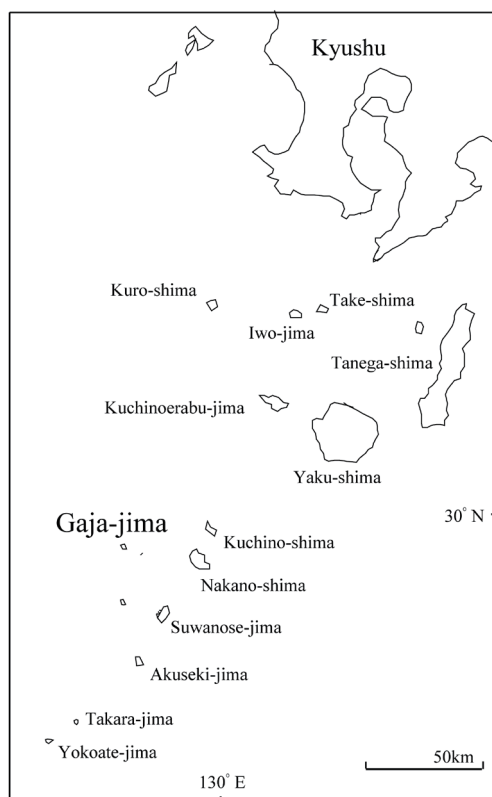 Kyushu
Kuro-shima
Take-shima
Iwo-jima
Tanega-shima
Kuchinoerabu-jima
Yaku-shima
30° N
Gaja-jima
Kuchino-shima
Nakano-shima
Suwanose-jima
Akuseki-jima
Takara-jima
Yokoate-jima
50km
130° E